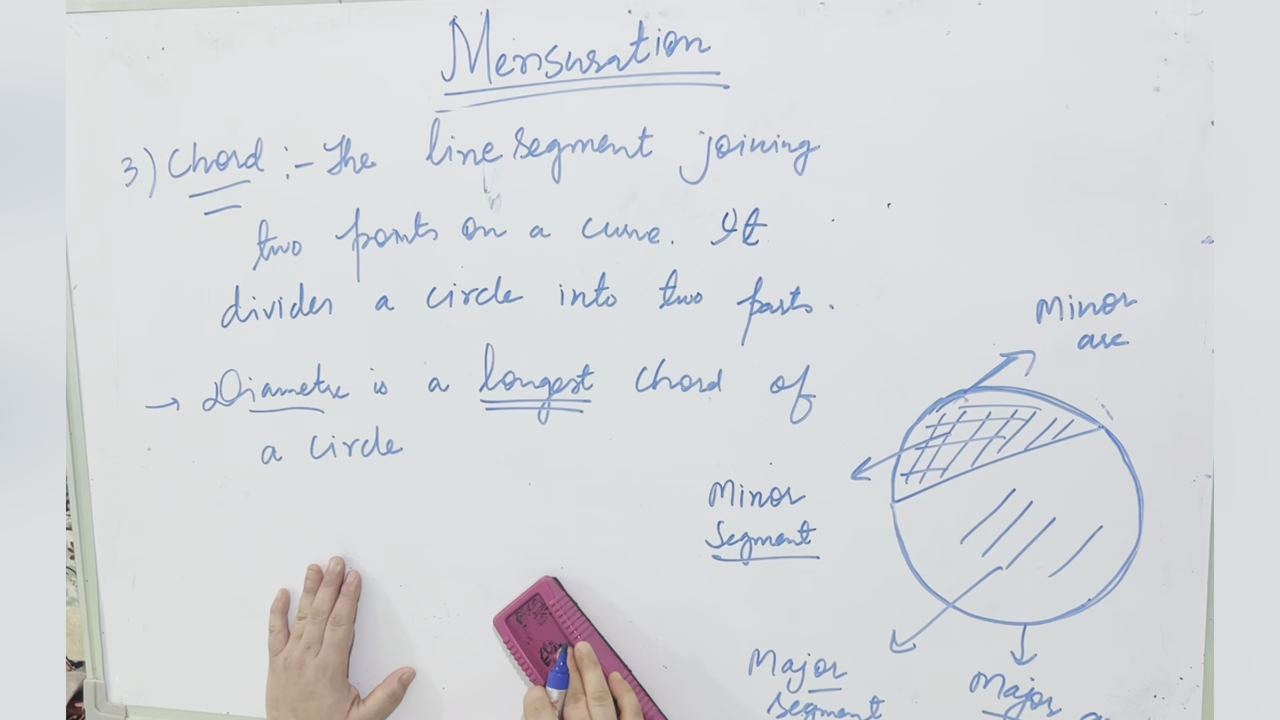 Mensuration
3) Chord :- The line segment joining
two points on a curve. It
divides a circle into two parts.
→ Diametre is a longest chord of
a circle
Minor
arc
Minor
Segment
Major
segment
Major